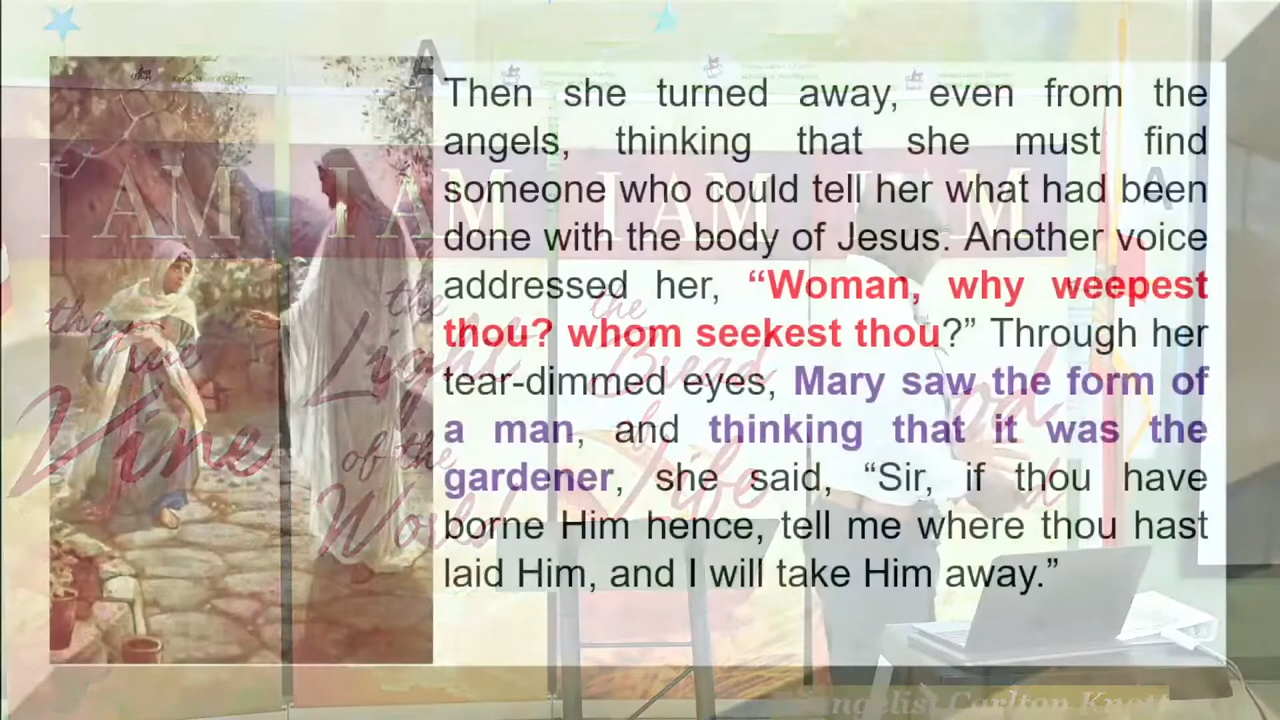 Then she turned away, even from the
angels, thinking that she must find
someone who could tell her what had been
done with the body of Jesus. Another voice
addressed her, “Woman, why weepest
thou? whom seekest thou?” Through her
tear-dimmed eyes, Mary saw the form of
a man, and thinking that it was the
gardener, she said, “Sir, if thou have
borne Him hence, tell me where thou hast
laid Him, and I will take Him away.”
A
A
I AM
the
True
Vine
I AM
the
Light
of the
World
I AM
the
Bread
of
Life
AM
Evangelist Carlton Knott